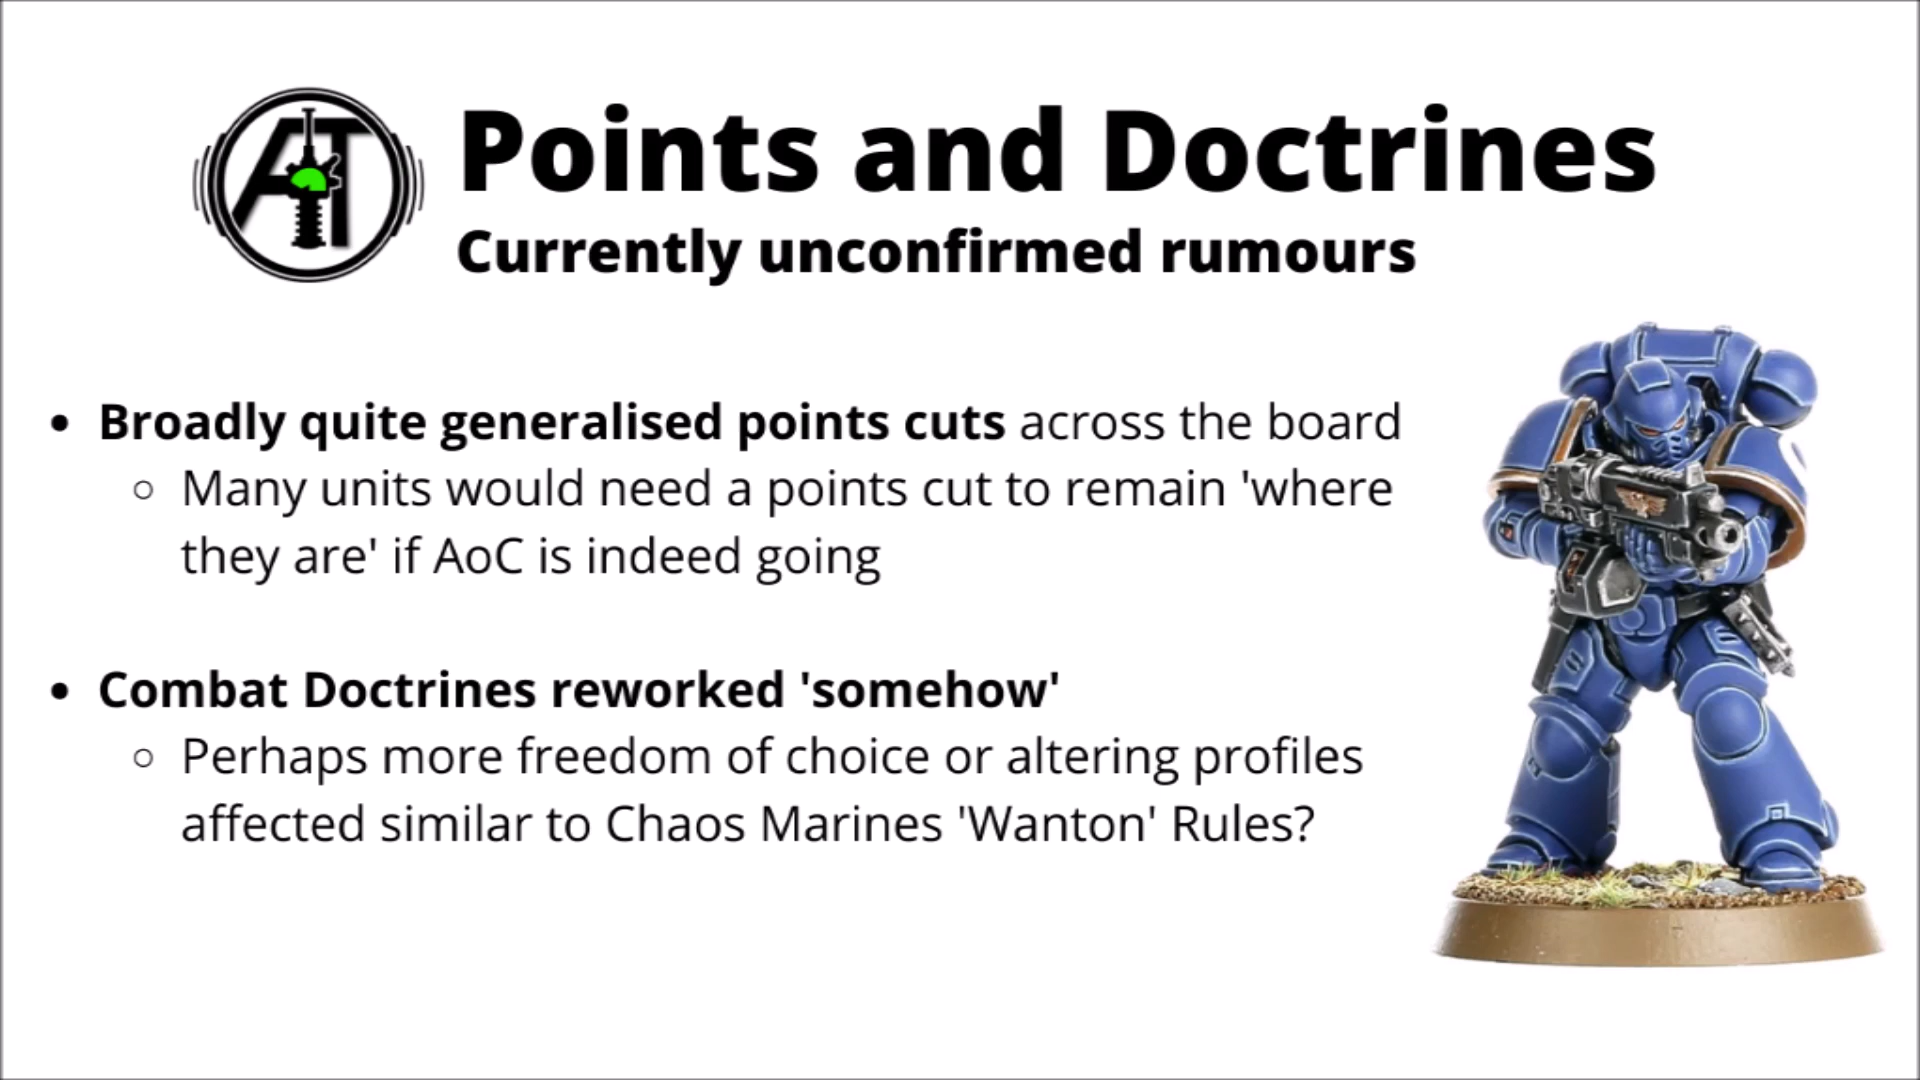 AT
Points and Doctrines
Currently unconfirmed rumours
• Broadly quite generalised points cuts across the board
○ Many units would need a points cut to remain 'where
they are' if AoC is indeed going
• Combat Doctrines reworked 'somehow'
○ Perhaps more freedom of choice or altering profiles
affected similar to Chaos Marines 'Wanton' Rules?